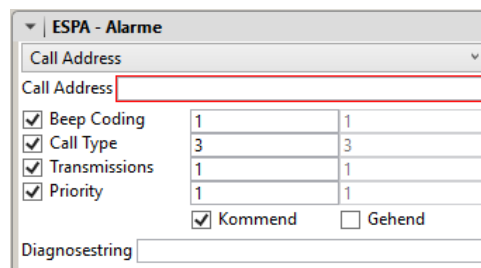 ESPA - Alarme
Call Address
Call Address
Beep Coding 1 1
Call Type 3 3
Transmissions 1 1
Priority 1 1
Kommend Gehend
Diagnosestring